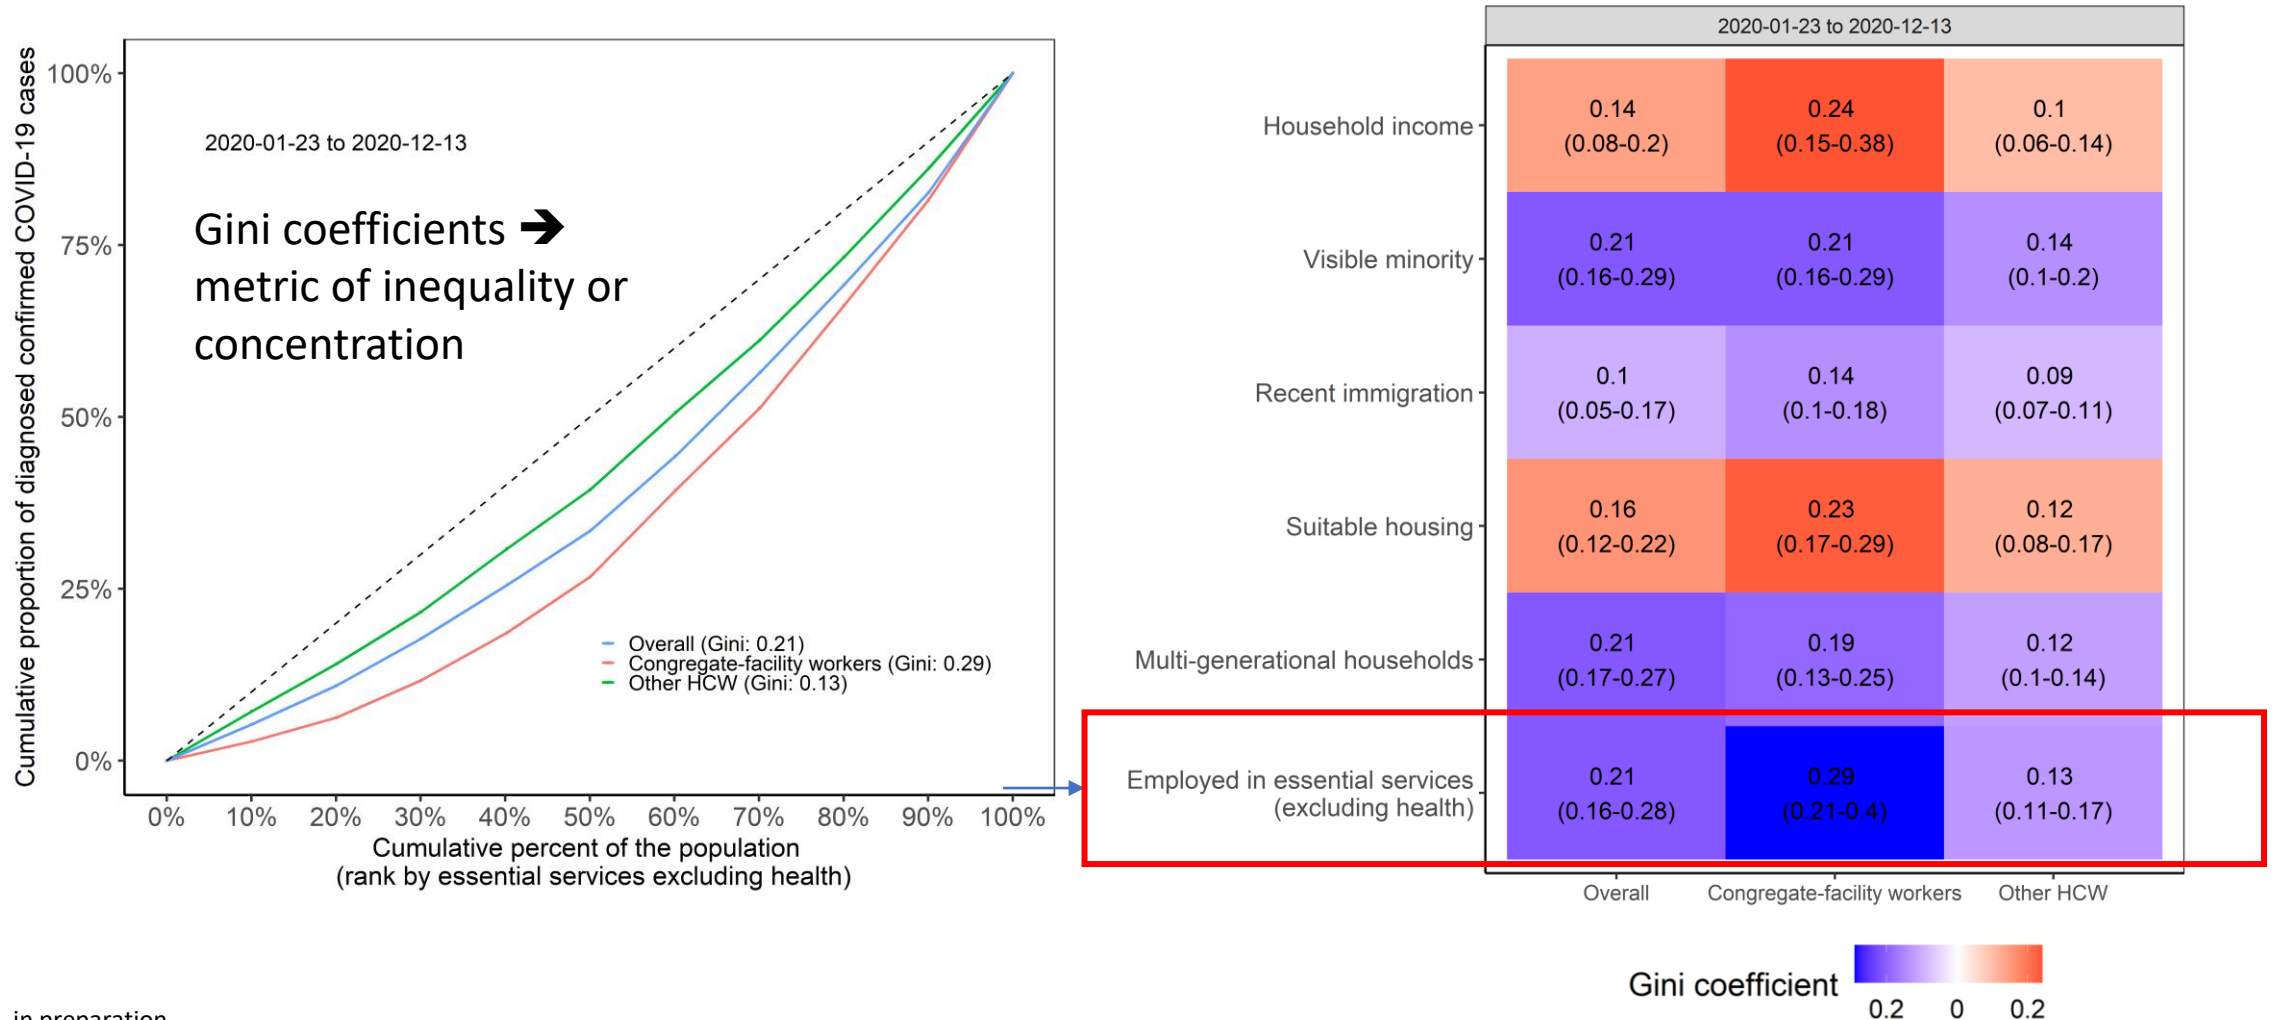 Cumulative proportion of diagnosed confirmed COVID-19 cases
100%
75%
50%
25%
0%
2020-01-23 to 2020-12-13
Gini coefficients ➔
metric of inequality or
concentration
Overall (Gini: 0.21)
Congregate-facility workers (Gini: 0.29)
Other HCW (Gini: 0.13)
0% 10% 20% 30% 40% 50% 60% 70% 80% 90% 100%
Cumulative percent of the population
(rank by essential services excluding health)
2020-01-23 to 2020-12-13
Household income
0.14 0.24 0.1
(0.08-0.2) (0.15-0.38) (0.06-0.14)
Visible minority
0.21 0.21 0.14
(0.16-0.29) (0.16-0.29) (0.1-0.2)
Recent immigration
0.1 0.14 0.09
(0.05-0.17) (0.1-0.18) (0.07-0.11)
Suitable housing
0.16 0.23 0.12
(0.12-0.22) (0.17-0.29) (0.08-0.17)
Multi-generational households
0.21 0.19 0.12
(0.17-0.27) (0.13-0.25) (0.1-0.14)
Employed in essential services
(excluding health)
0.21 0.29 0.13
(0.16-0.28) (0.21-0.4) (0.11-0.17)
Overall Congregate-facility workers Other HCW
Gini coefficient
0.2 0 0.2
in preparation